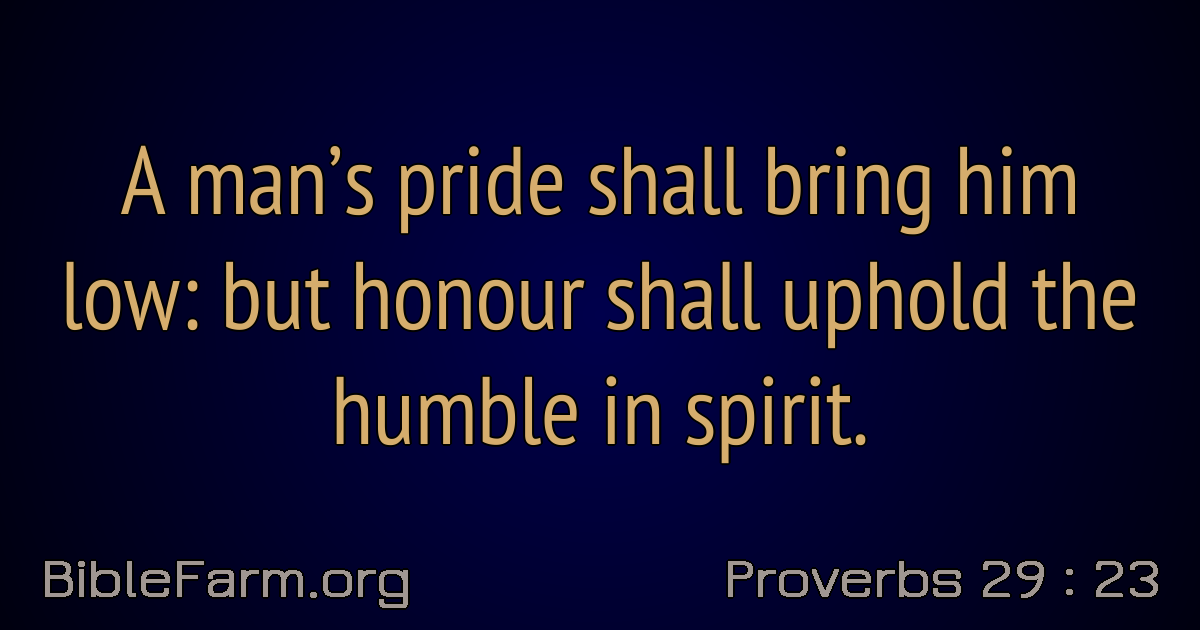 A man’s pride shall bring him
low: but honour shall uphold the
humble in spirit.
BibleFarm.org
Proverbs 29 : 23